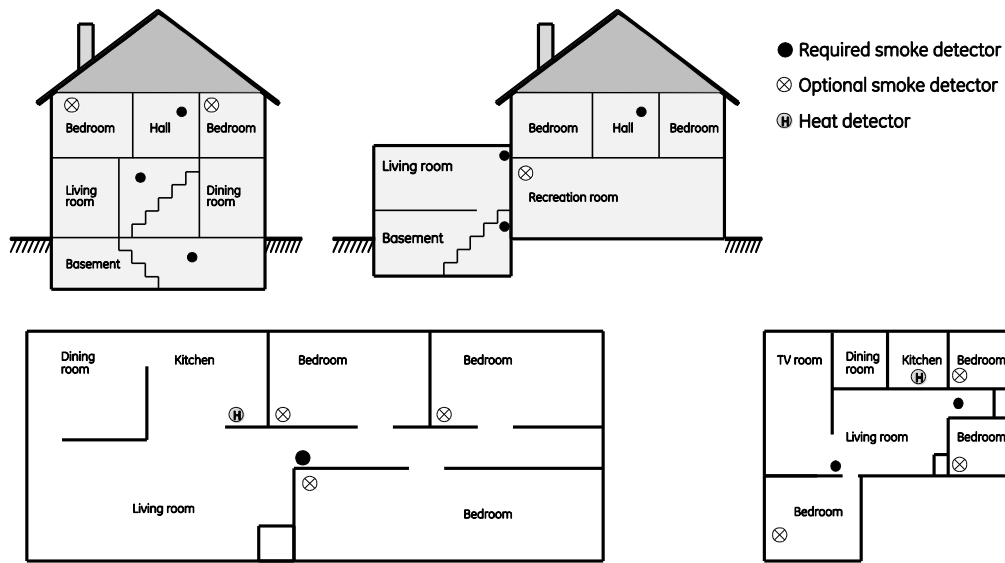 Required smoke detector
Optional smoke detector
H Heat detector
Bedroom
Hall
Bedroom
Living
room
Dining
room
Basement
Bedroom
Hall
Bedroom
Living room
Recreation room
Basement
Dining
room
Kitchen
Bedroom
Bedroom
H
Living room
Bedroom
TV room
Dining
room
Kitchen
H
Bedroom
Living room
Bedroom
Bedroom